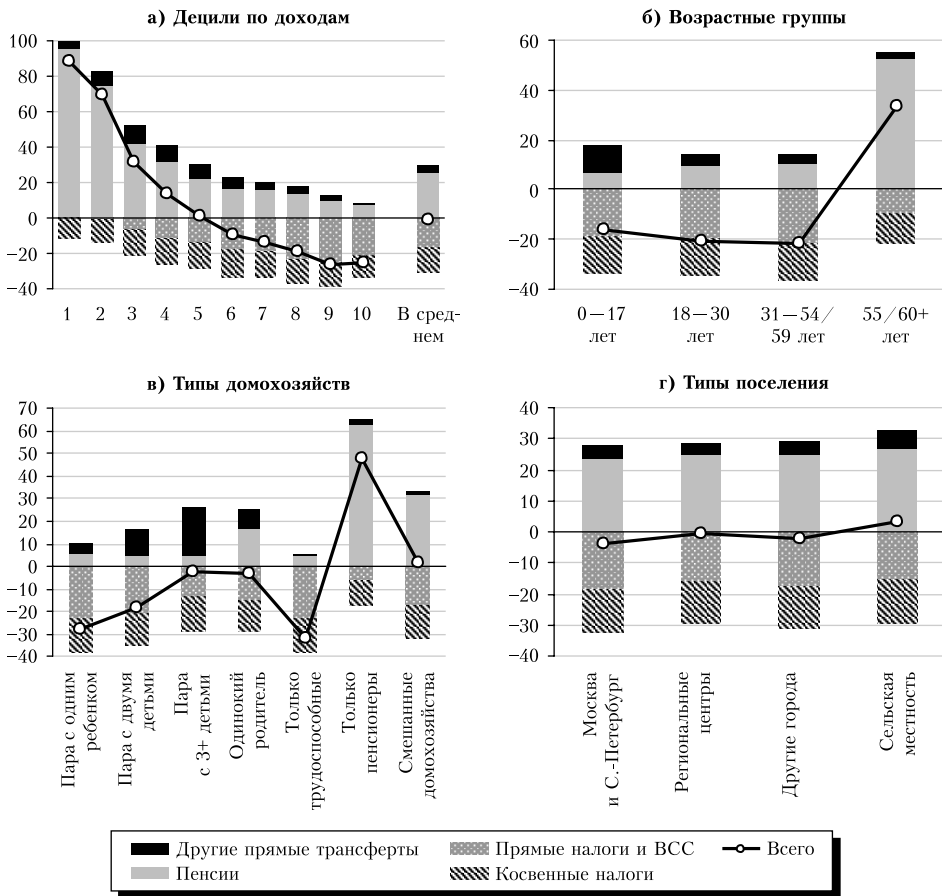 а) Децили по доходам
100
80
60
40
20
0
−20
−40
1 2 3 4 5 6 7 8 9 10 В сред-
нем
б) Возрастные группы
60
40
20
0
−20
−40
0—17
лет
18—30
лет
31—54/
59 лет
55/60+
лет
в) Типы домохозяйств
70
60
50
40
30
20
10
0
−10
−20
−30
−40
Пара с одним
ребенком
Пара с двумя
детьми
Пара
с 3+ детьми
Одинокий
родитель
Только
трудоспособные
Только
пенсионеры
Смешанные
домохозяйства
г) Типы поселения
40
30
20
10
0
−10
−20
−30
−40
Москва
и С.-Петербург
Региональные
центры
Другие города
Сельская
местность
Другие прямые трансферты
Пенсии
Прямые налоги и ВСС
Косвенные налоги
Всего